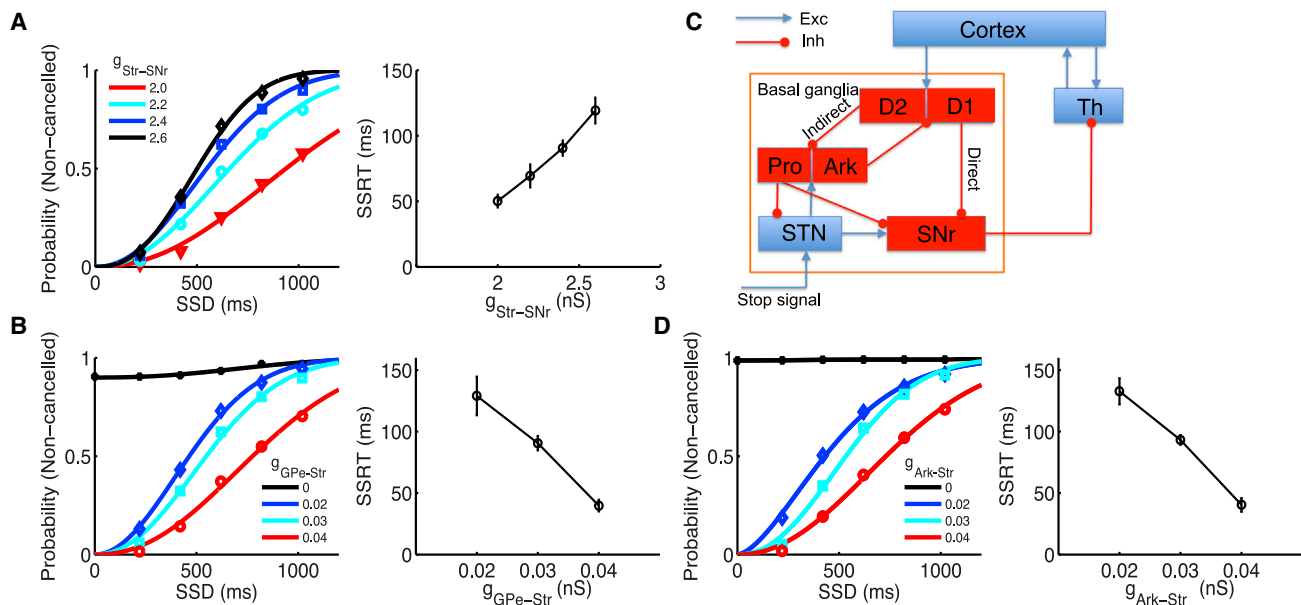 A
g_Str-SNr
2.0
2.2
2.4
2.6
Probability (Non-cancelled)
0
0.5
1
0
500
1000
SSD (ms)
SSRT (ms)
0
50
100
150
2
2.5
3
g_Str-SNr (nS)
C
Exc
Inh
Cortex
Basal ganglia
D2
D1
Th
Indirect
Direct
Pro
Ark
STN
SNr
Stop signal
B
Probability (Non-cancelled)
0
0.5
1
g_GPe-Str
0
0.02
0.03
0.04
0
500
1000
SSD (ms)
SSRT (ms)
0
50
100
150
0.02
0.03
0.04
g_GPe-Str (nS)
D
Probability (Non-cancelled)
0
0.5
1
g_Ark-Str
0
0.02
0.03
0.04
0
500
1000
SSD (ms)
SSRT (ms)
0
50
100
150
0.02
0.03
0.04
g_Ark-Str (nS)